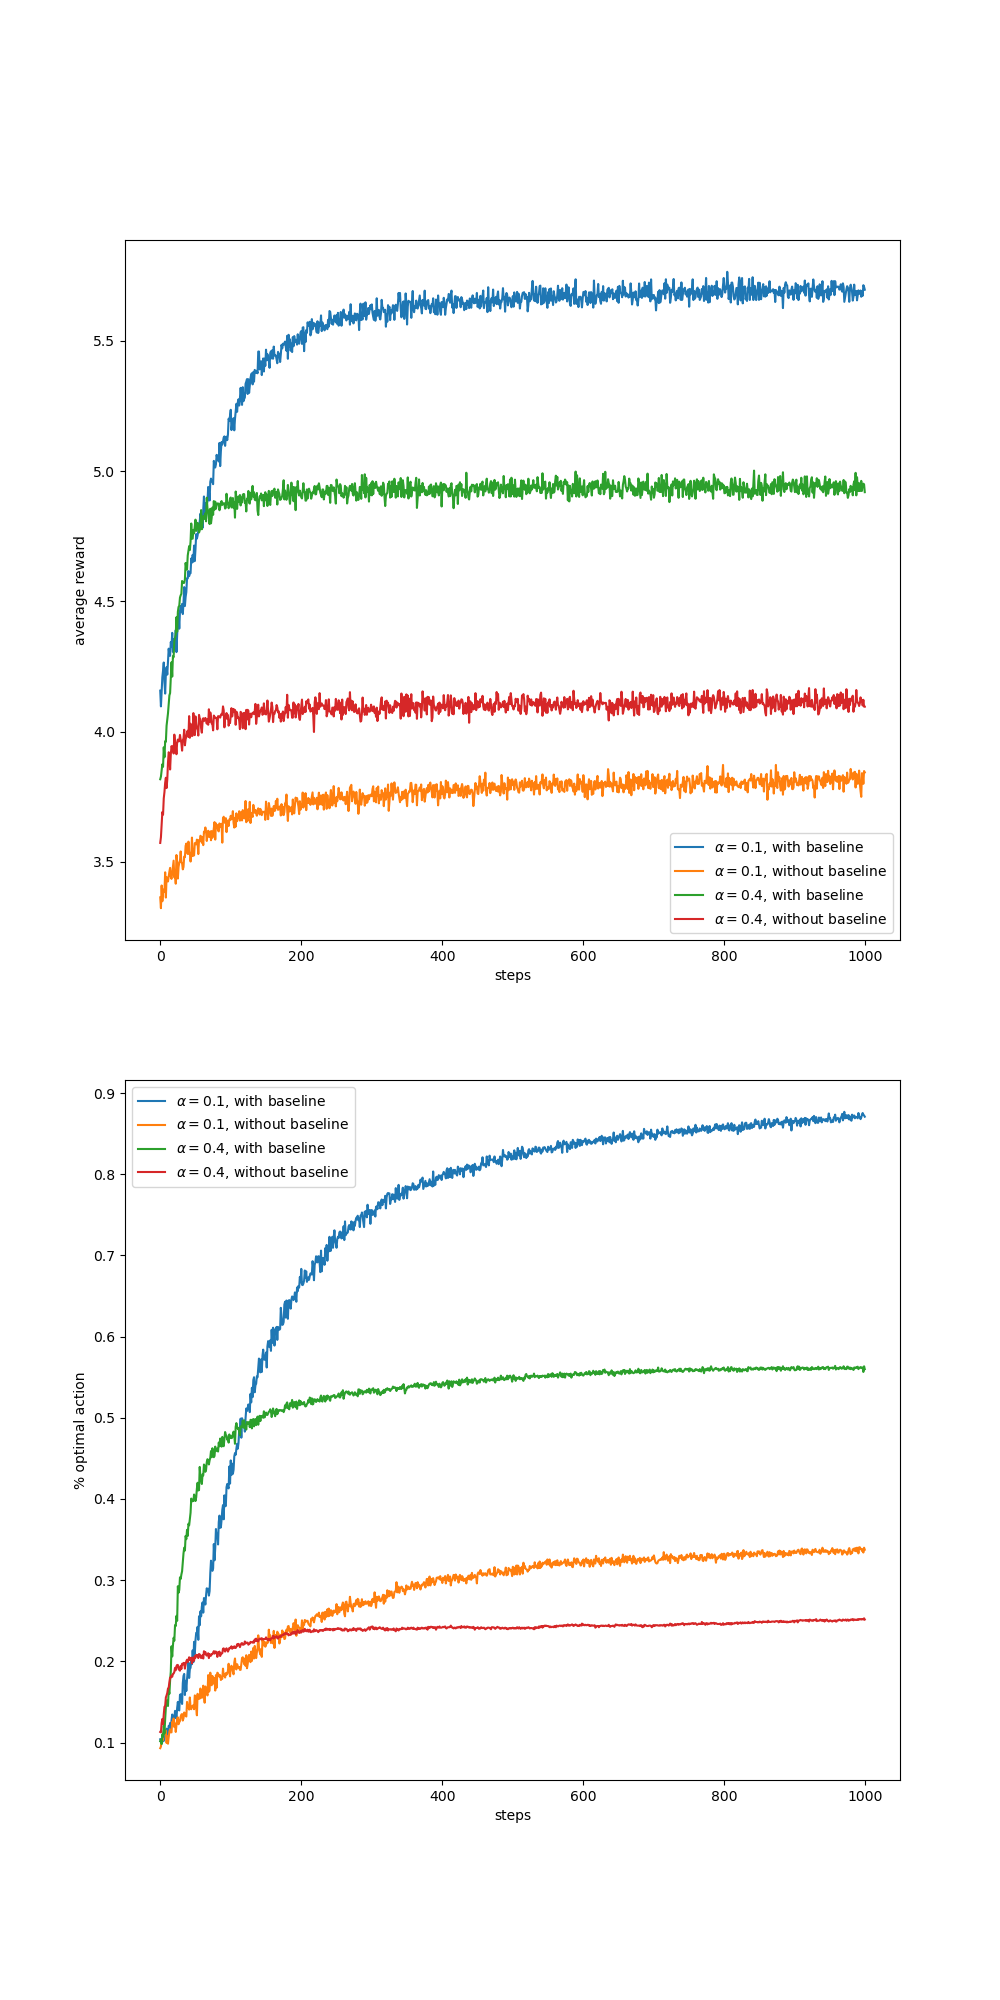 5.5
5.0
4.5
4.0
3.5
average reward
α = 0.1, with baseline
α = 0.1, without baseline
α = 0.4, with baseline
α = 0.4, without baseline
0 200 400 600 800 1000
steps
0.9
0.8
0.7
0.6
0.5
0.4
0.3
0.2
0.1
% optimal action
α = 0.1, with baseline
α = 0.1, without baseline
α = 0.4, with baseline
α = 0.4, without baseline
0 200 400 600 800 1000
steps